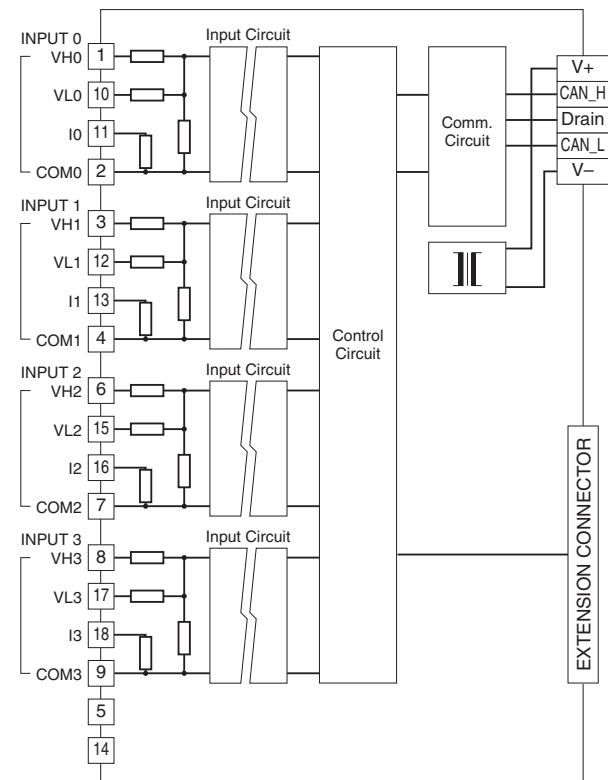 INPUT 0
VH0 1
VL0 10
I0 11
COM0 2
Input Circuit
INPUT 1
VH1 3
VL1 12
I1 13
COM1 4
Input Circuit
INPUT 2
VH2 6
VL2 15
I2 16
COM2 7
Input Circuit
INPUT 3
VH3 8
VL3 17
I3 18
COM3 9
Input Circuit
5
14
Control
Circuit
Comm.
Circuit
V+
CAN_H
Drain
CAN_L
V–
EXTENSION CONNECTOR